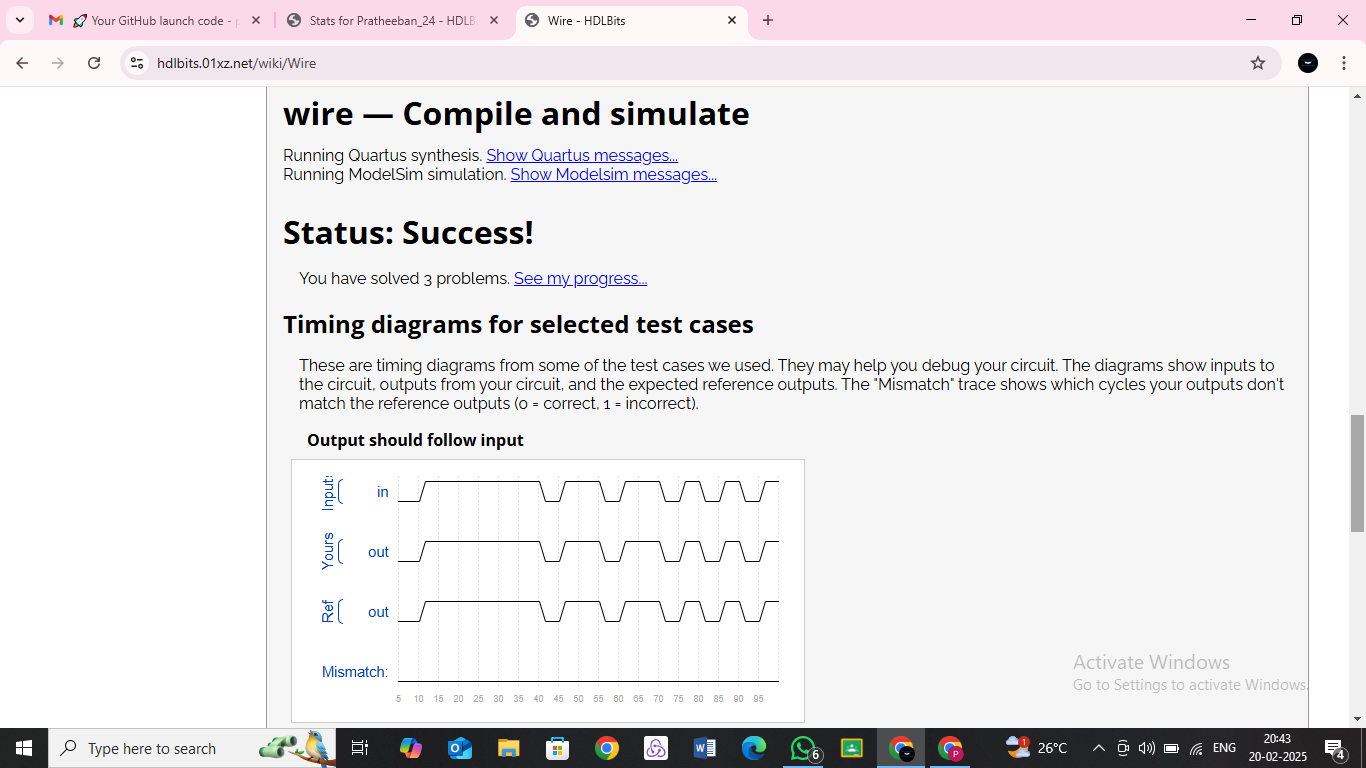 Your GitHub launch code -
Stats for Pratheeban_24 - HDLB
Wire - HDLBits
hdlbits.01xz.net/wiki/Wire
wire — Compile and simulate
Running Quartus synthesis. Show Quartus messages...
Running ModelSim simulation. Show Modelsim messages...
Status: Success!
You have solved 3 problems. See my progress...
Timing diagrams for selected test cases
These are timing diagrams from some of the test cases we used. They may help you debug your circuit. The diagrams show inputs to
the circuit, outputs from your circuit, and the expected reference outputs. The "Mismatch" trace shows which cycles your outputs don't
match the reference outputs (0 = correct, 1 = incorrect).
Output should follow input
Inputs in
Yours out
Ref out
Mismatch:
5 10 15 20 25 30 35 40 45 50 55 60 65 70 75 80 85 90 95
Activate Windows
Go to Settings to activate Windows.
Type here to search
6
P
1
26°C
ENG
20:43
20-02-2025
4